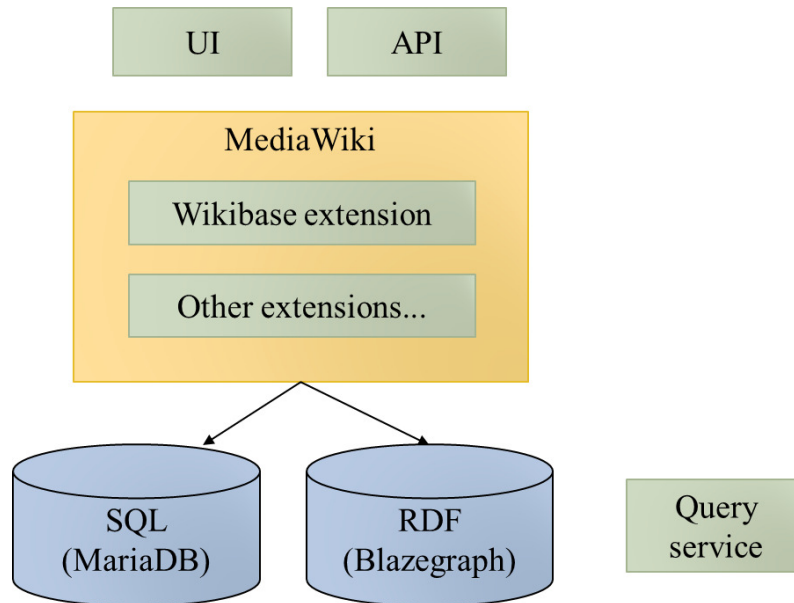 UI
API
MediaWiki
Wikibase extension
Other extensions...
SQL
(MariaDB)
RDF
(Blazegraph)
Query
service